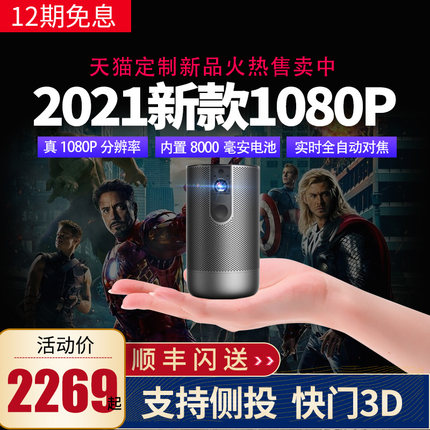 12期免息
天猫定制新品火热售卖中
2021新款1080P
真 1080P 分辨率
内置 8000 毫安电池
实时全自动对焦
活动价
顺丰闪送>>
2269起
支持侧投 快门3D